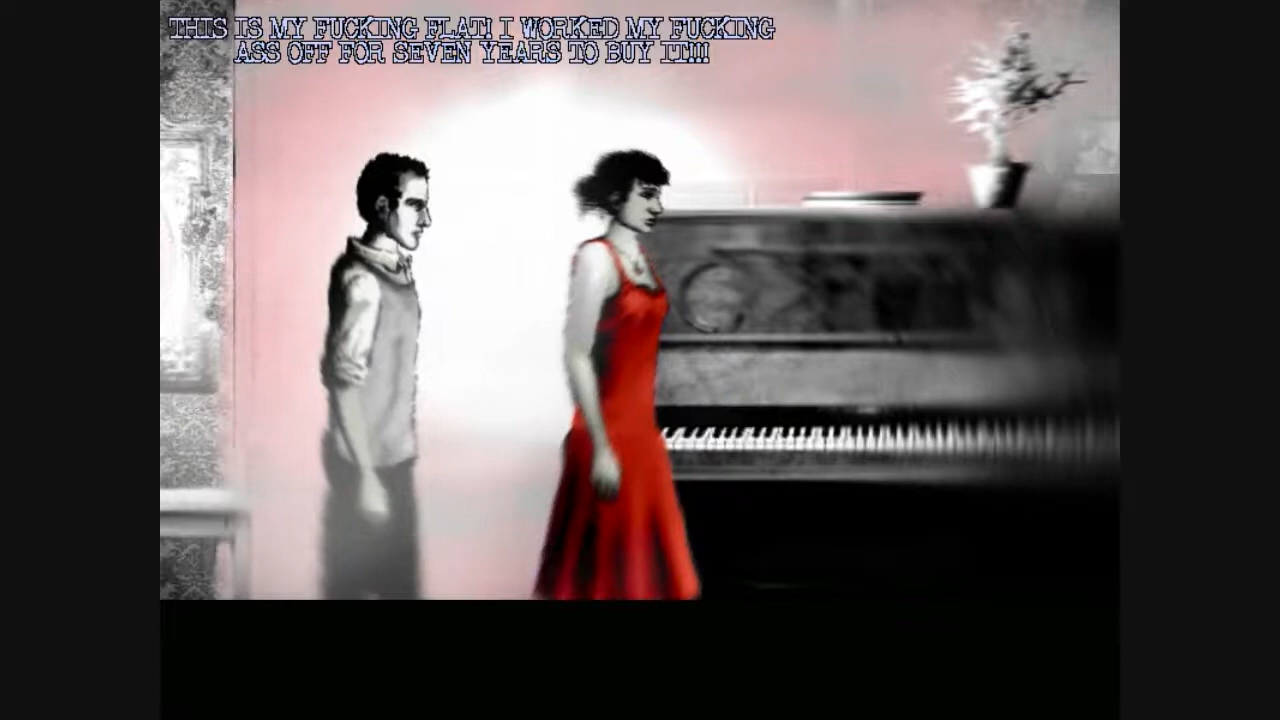 THIS IS MY FUCKING FLAT! I WORKED MY FUCKING
ASS OFF FOR SEVEN YEARS TO BUY IT!!!